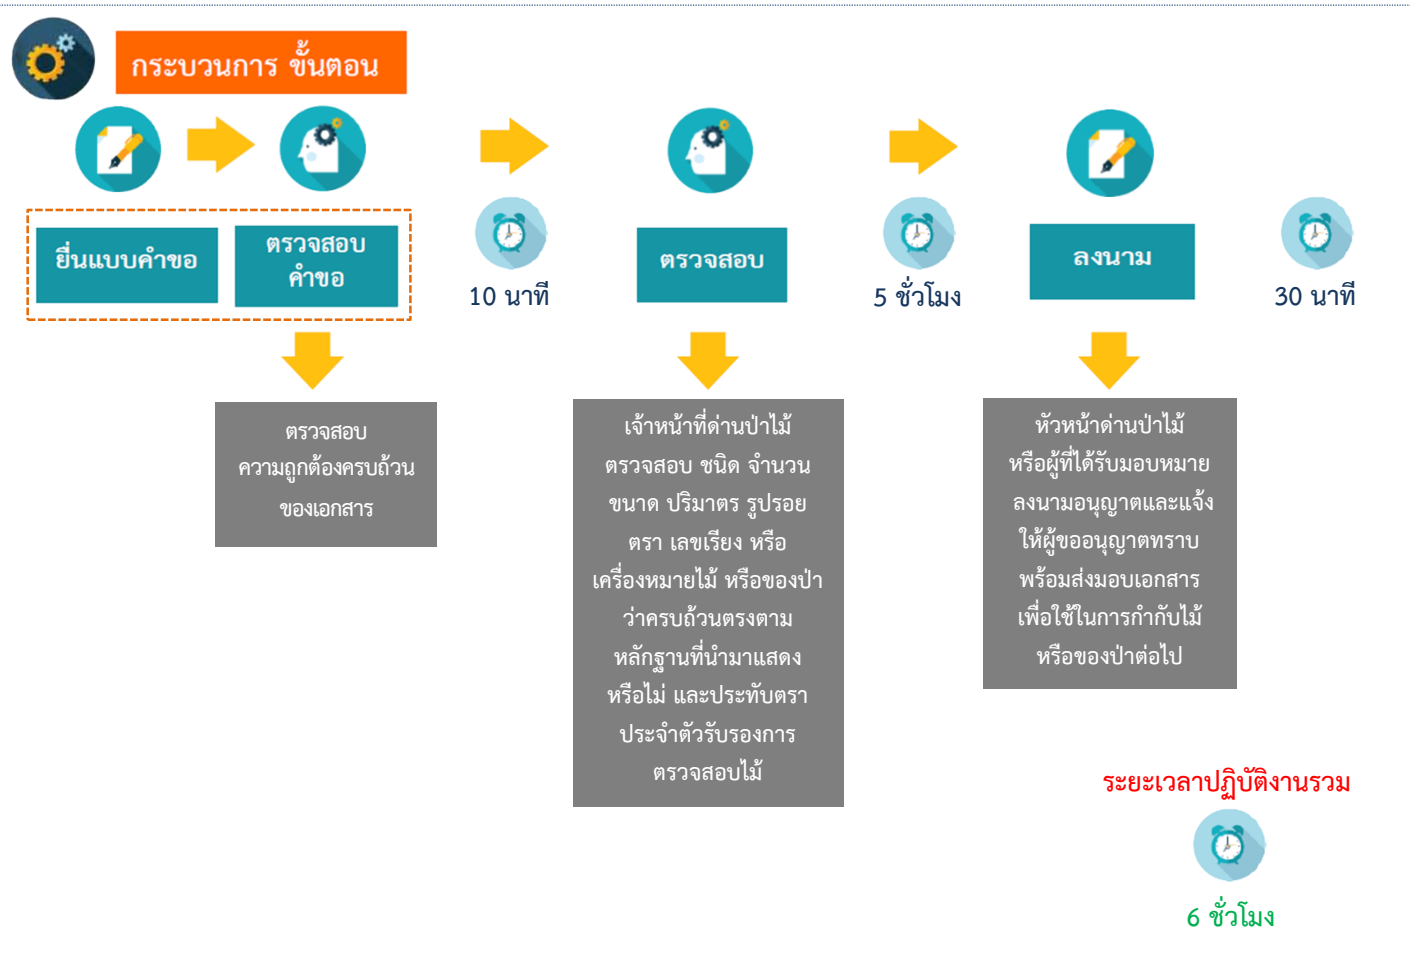 กระบวนการ ขั้นตอน
ยื่นแบบคำขอ
ตรวจสอบ
คำขอ
10 นาที
ตรวจสอบ
5 ชั่วโมง
ลงนาม
30 นาที
ตรวจสอบ
ความถูกต้องครบถ้วน
ของเอกสาร
เจ้าหน้าที่ด่านป่าไม้
ตรวจสอบ ชนิด จำนวน
ขนาด ปริมาตร รูปรอย
ตรา เลขเรียง หรือ
เครื่องหมายไม้ หรือของป่า
ว่าครบถ้วนตรงตาม
หลักฐานที่นำมาแสดง
หรือไม่ และประทับตรา
ประจำตัวรับรองการ
ตรวจสอบไม้
หัวหน้าด่านป่าไม้
หรือผู้ที่ได้รับมอบหมาย
ลงนามอนุญาตและแจ้ง
ให้ผู้ขออนุญาตทราบ
พร้อมส่งมอบเอกสาร
เพื่อใช้ในการกำกับไม้
หรือของป่าต่อไป
ระยะเวลาปฏิบัติงานรวม
6 ชั่วโมง